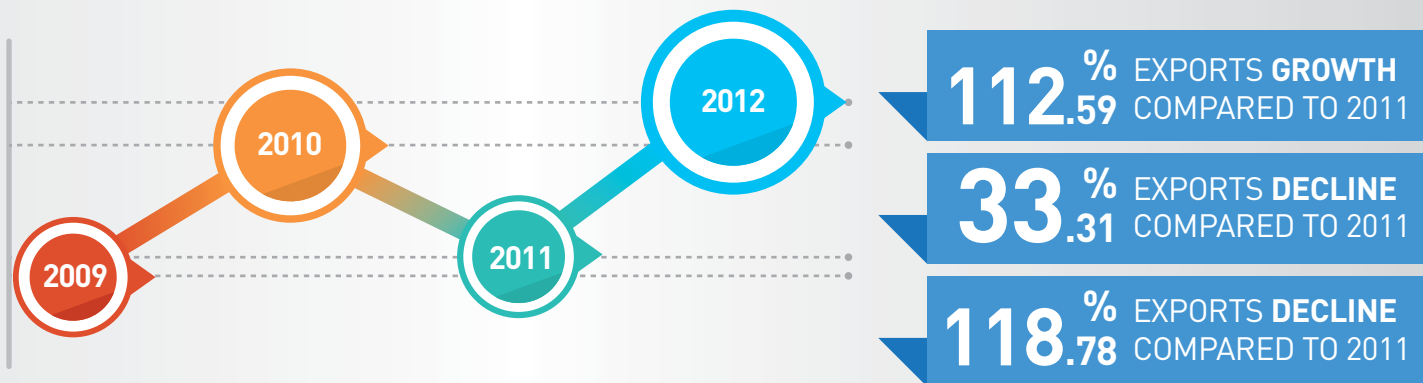 2009
2010
2011
2012
112.59% EXPORTS GROWTH
COMPARED TO 2011
33.31% EXPORTS DECLINE
COMPARED TO 2011
118.78% EXPORTS DECLINE
COMPARED TO 2011